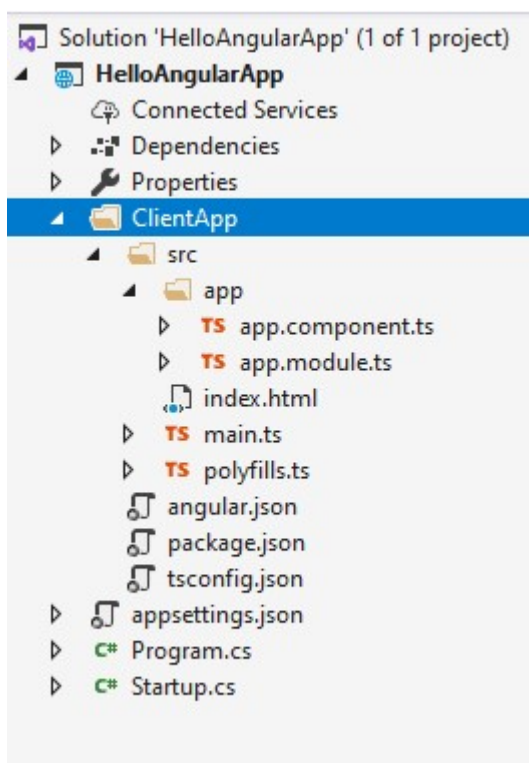 Solution 'HelloAngularApp' (1 of 1 project)
HelloAngularApp
Connected Services
Dependencies
Properties
ClientApp
src
app
TS app.component.ts
TS app.module.ts
index.html
TS main.ts
TS polyfills.ts
angular.json
package.json
tsconfig.json
appsettings.json
C# Program.cs
C# Startup.cs